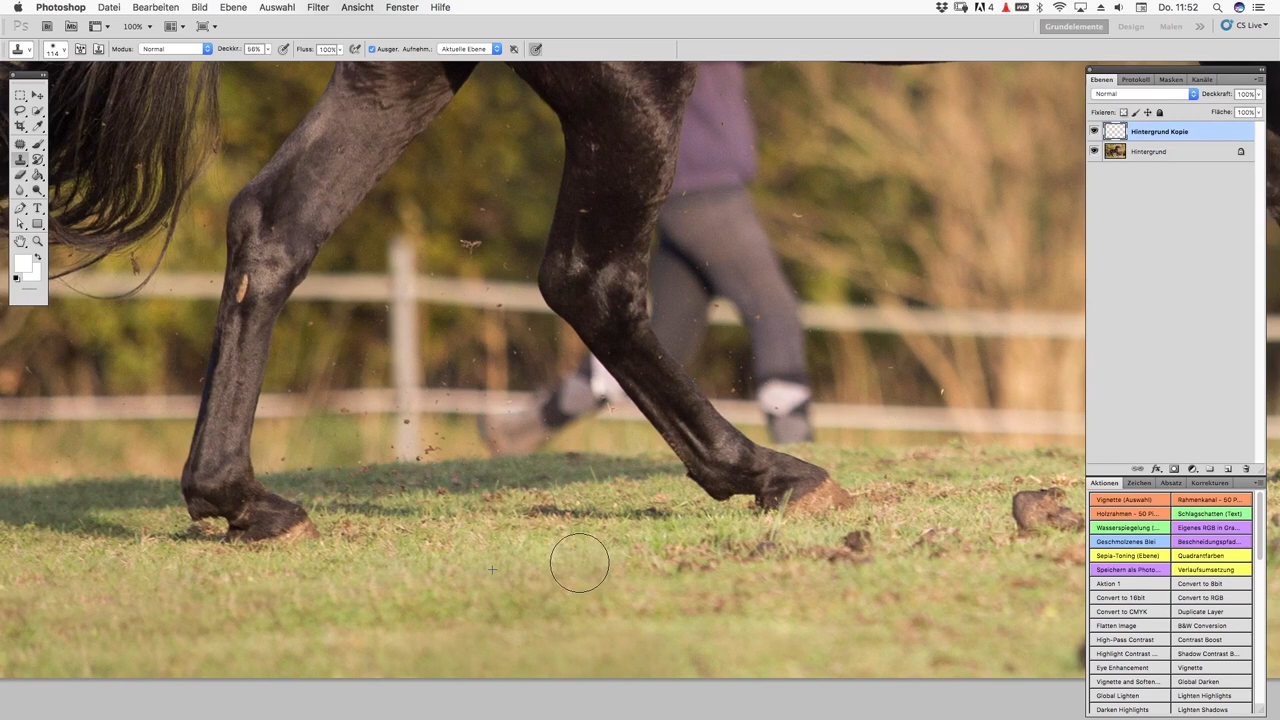 Photoshop Datei Bearbeiten Bild Ebene Auswahl Filter Ansicht Fenster Hilfe 4 Do. 11:52
Ps Br Mb 100% Grundelemente Design Malen CS Live
114 Modus: Normal Deckkr.: 56% Fluss: 100% Ausger. Aufnehm.: Aktuelle Ebene
Ebenen Protokoll Masken Kanäle
Normal Deckkraft: 100%
Fixieren: Fläche: 100%
Hintergrund Kopie
Hintergrund
Aktionen Zeichen Absatz Korrekturen
Vignette (Auswahl) Rahmenkanal - 50 P...
Holzrahmen - 50 Pi... Schlagschatten (Text)
Wasserspiegelung (... Eigenes RGB in Gra...
Geschmolzenes Blei Beschneidungspfad...
Sepia-Toning (Ebene) Quadrantfarben
Speichern als Photo... Verlaufsumsetzung
Aktion 1 Convert to 8bit
Convert to 16bit Convert to RGB
Convert to CMYK Duplicate Layer
Flatten Image B&W Conversion
High-Pass Contrast Contrast Boost
Highlight Contrast ... Shadow Contrast B...
Eye Enhancement Vignette
Vignette and Soften... Global Darken
Global Lighten Lighten Highlights
Darken Highlights Lighten Shadows